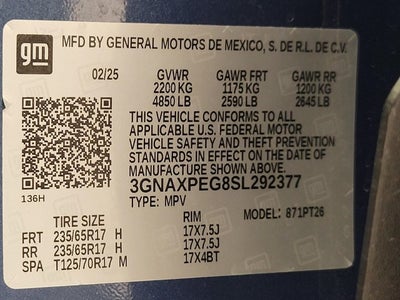 gm
MFD BY GENERAL MOTORS DE MEXICO, S. DE R.L. DE C.V.
02/25 GVWR GAWR FRT GAWR RR
2200 KG 1175 KG 1200 KG
4850 LB 2590 LB 2645 LB
THIS VEHICLE CONFORMS TO ALL
APPLICABLE U.S. FEDERAL MOTOR
VEHICLE SAFETY AND THEFT PREVENTION
STANDARDS IN EFFECT ON THE DATE OF
MANUFACTURE SHOWN ABOVE.
3GNAXPEG8SL292377
136H TYPE: MPV
TIRE SIZE RIM MODEL: 871PT26
FRT 235/65R17 H 17X7.5J
RR 235/65R17 H 17X7.5J
SPA T125/70R17 M 17X4BT